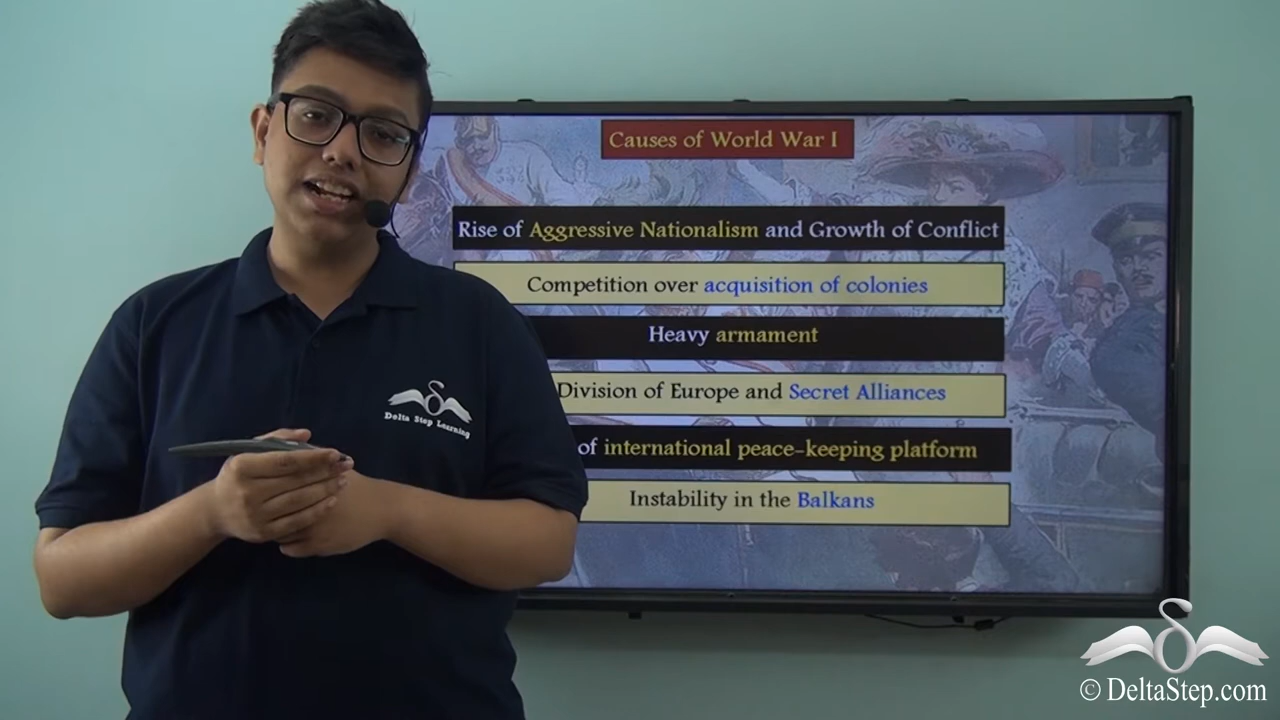 Causes of World War I
Rise of Aggressive Nationalism and Growth of Conflict
Competition over acquisition of colonies
Heavy armament
Division of Europe and Secret Alliances
of international peace-keeping platform
Instability in the Balkans
Delta Step Learning
© DeltaStep.com